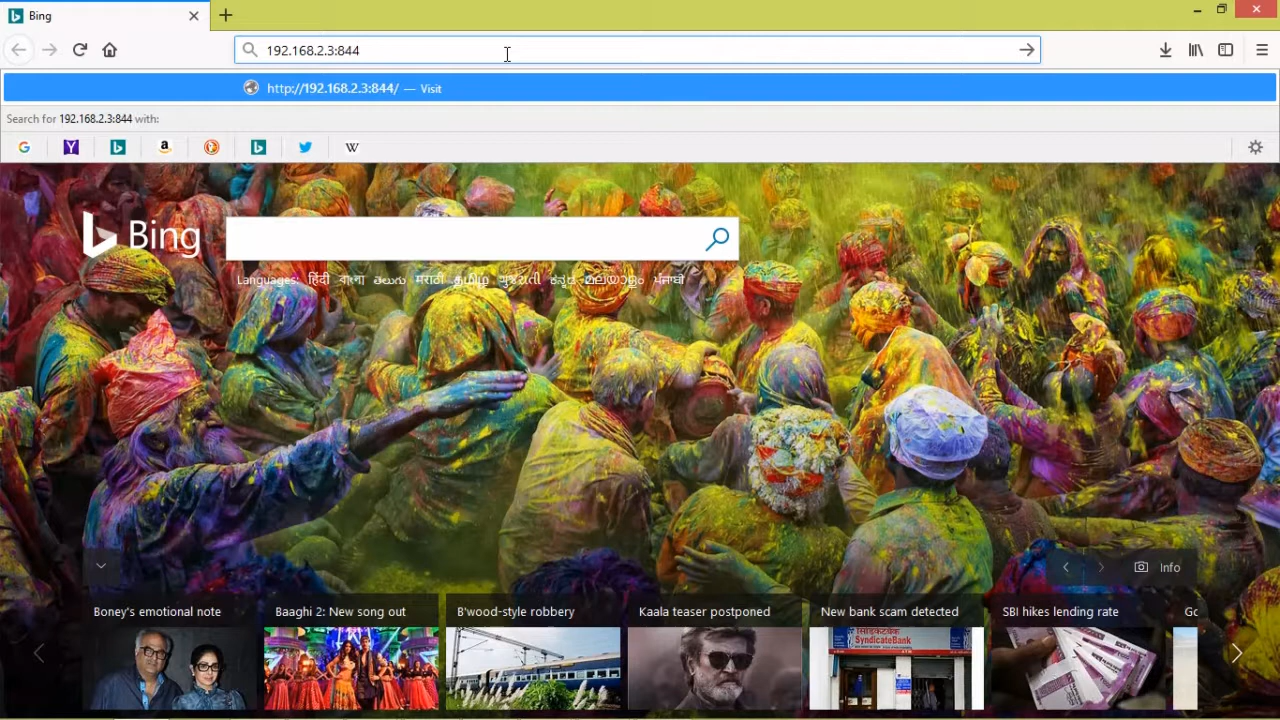 Bing
192.168.2.3:844
http://192.168.2.3:844/ — Visit
Search for 192.168.2.3:844 with:
Bing
Languages: हिंदी বাংলা తెలుగు मराठी தமிழ் ગુજરાતી ಕನ್ನಡ മലയാളം ਪੰਜਾਬੀ
Info
Boney's emotional note
Baaghi 2: New song out
B'wood-style robbery
Kaala teaser postponed
New bank scam detected
SBI hikes lending rate
Gc
SyndicateBank